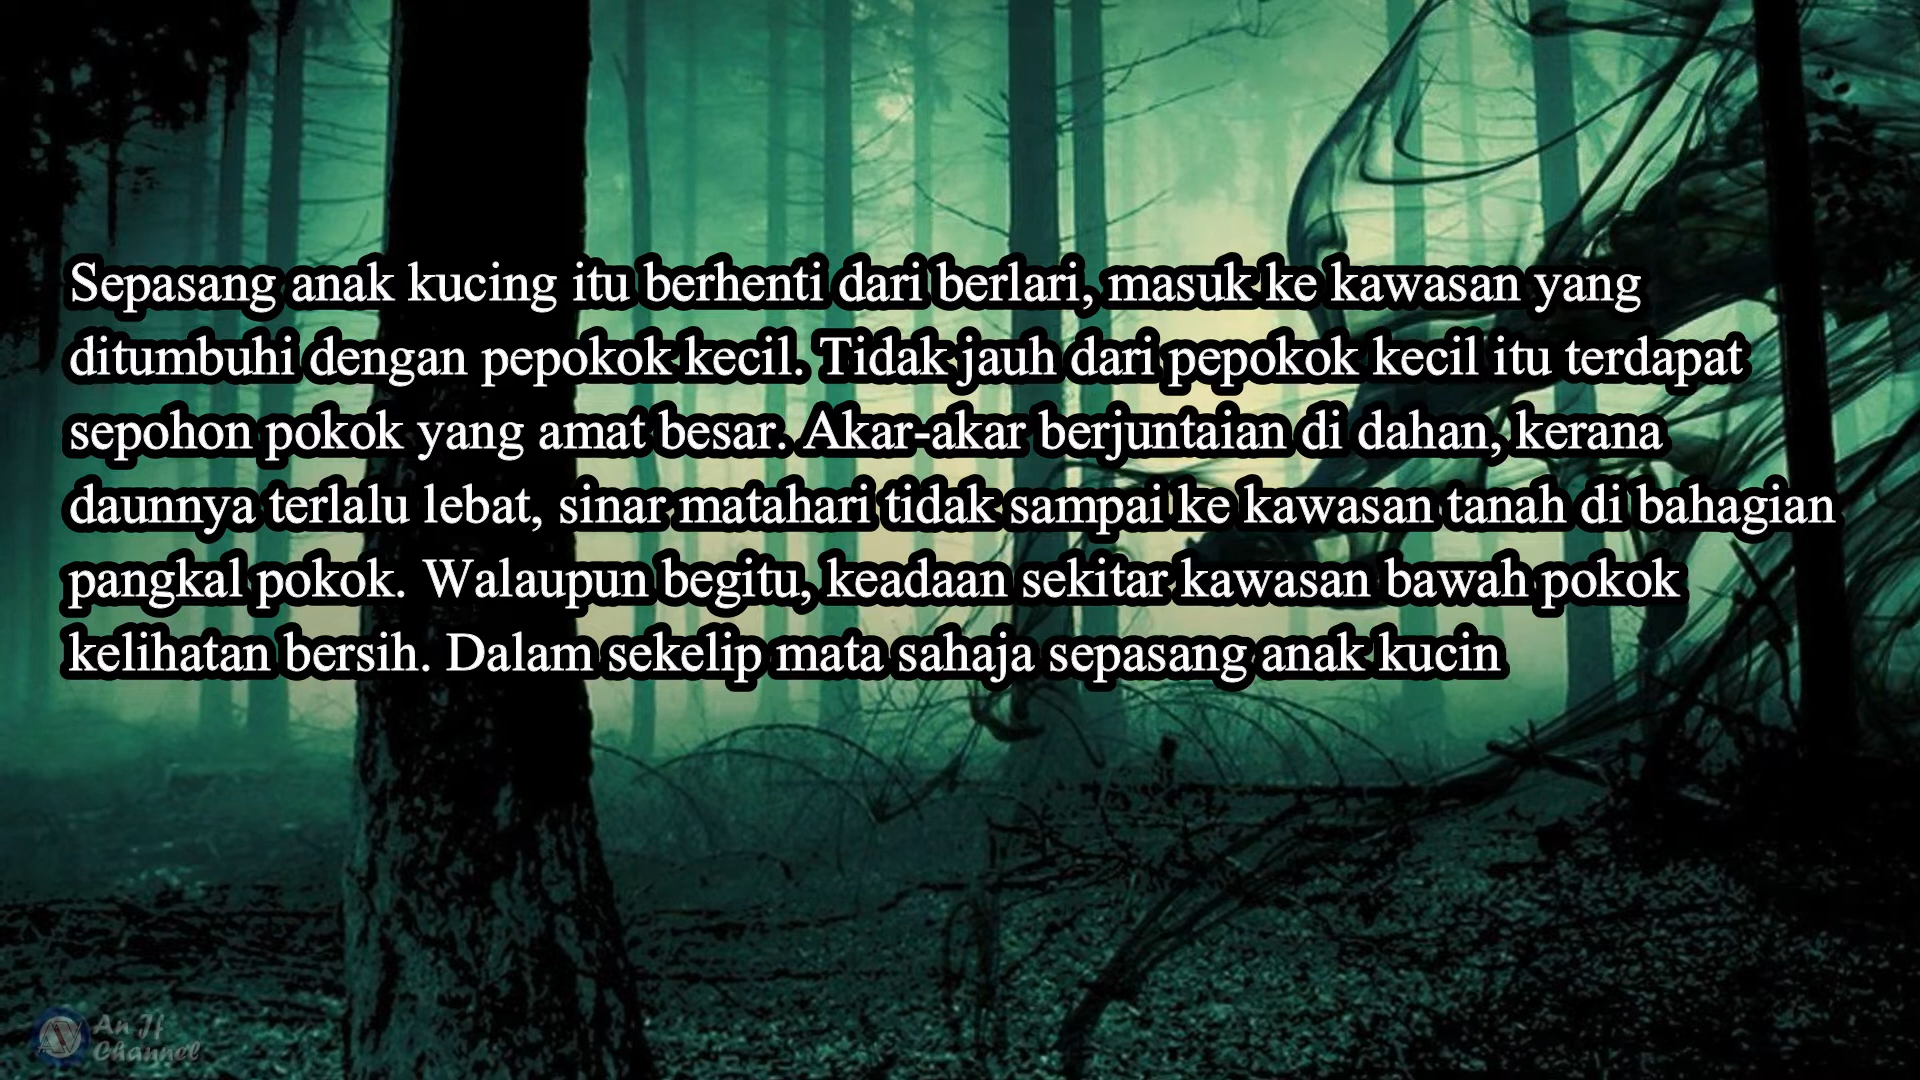 Sepasang anak kucing itu berhenti dari berlari, masuk ke kawasan yang
ditumbuhi dengan pepokok kecil. Tidak jauh dari pepokok kecil itu terdapat
sepohon pokok yang amat besar. Akar-akar berjuntaian di dahan, kerana
daunnya terlalu lebat, sinar matahari tidak sampai ke kawasan tanah di bahagian
pangkal pokok. Walaupun begitu, keadaan sekitar kawasan bawah pokok
kelihatan bersih. Dalam sekelip mata sahaja sepasang anak kucin
An If
Channel